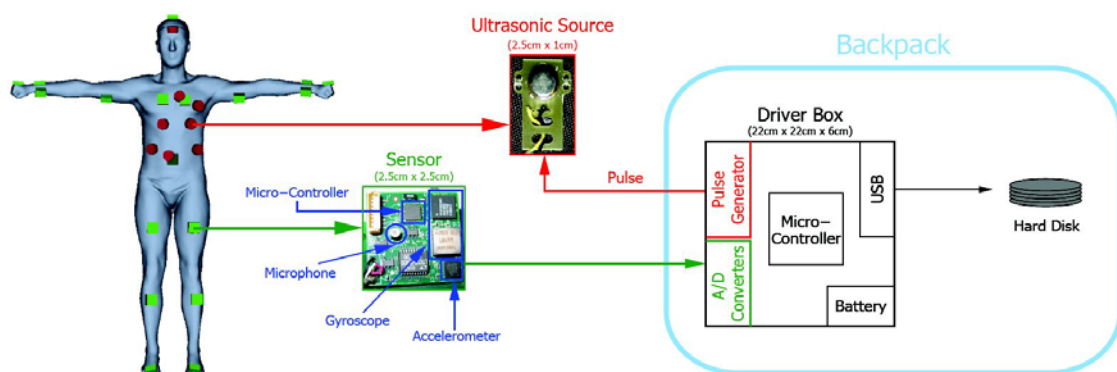 Ultrasonic Source
(2.5cm x 1cm)
Backpack
Driver Box
(22cm x 22cm x 6cm)
Sensor
(2.5cm x 2.5cm)
Pulse
Pulse
Generator
USB
Micro-Controller
Micro-
Controller
Hard Disk
Microphone
A/D
Converters
Gyroscope
Accelerometer
Battery